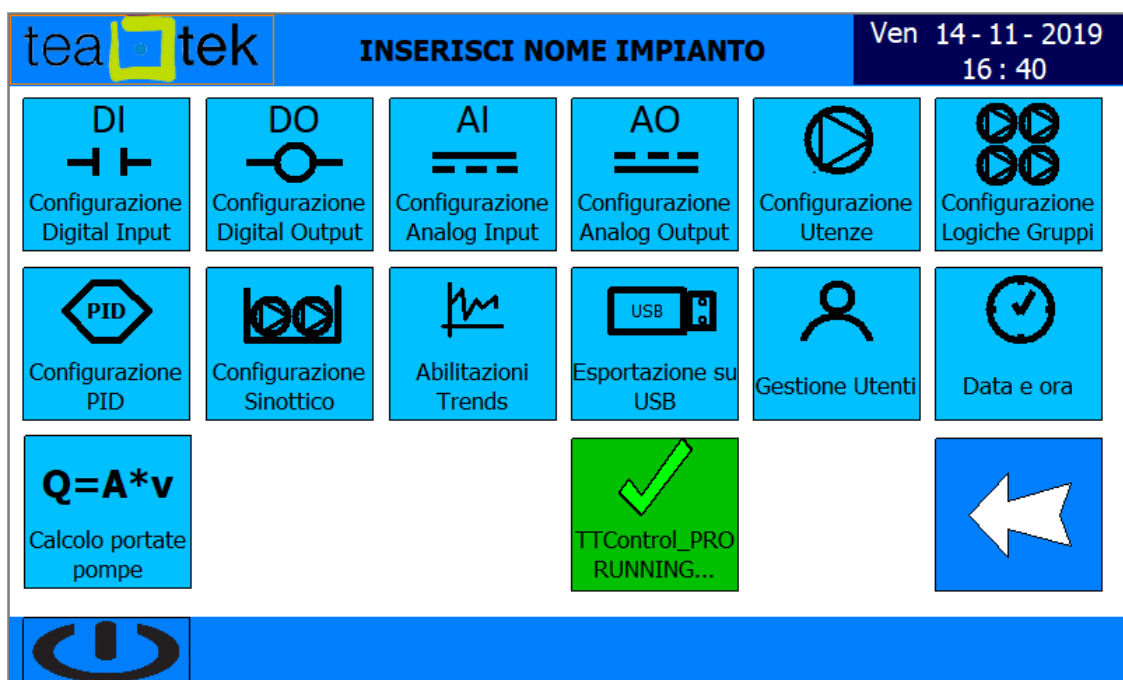 tea tek
INSERISCI NOME IMPIANTO
Ven 14 - 11 - 2019
16 : 40
DI
Configurazione
Digital Input
DO
Configurazione
Digital Output
AI
Configurazione
Analog Input
AO
Configurazione
Analog Output
Configurazione
Utenze
Configurazione
Logiche Gruppi
PID
Configurazione
PID
Configurazione
Sinottico
Abilitazioni
Trends
USB
Esportazione su
USB
Gestione Utenti
Data e ora
Q=A*v
Calcolo portate
pompe
TTControl_PRO
RUNNING...